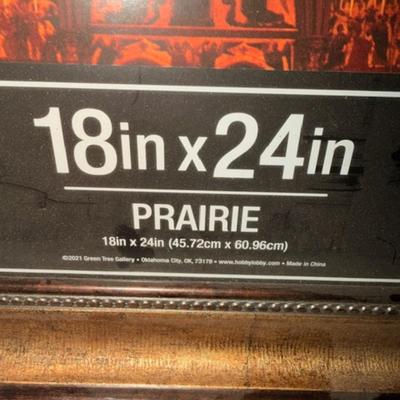 18in x 24in
PRAIRIE
18in x 24in (45.72cm x 60.96cm)
©2021 Green Tree Gallery • Oklahoma City, OK, 73179 • www.hobbylobby.com • Made in China